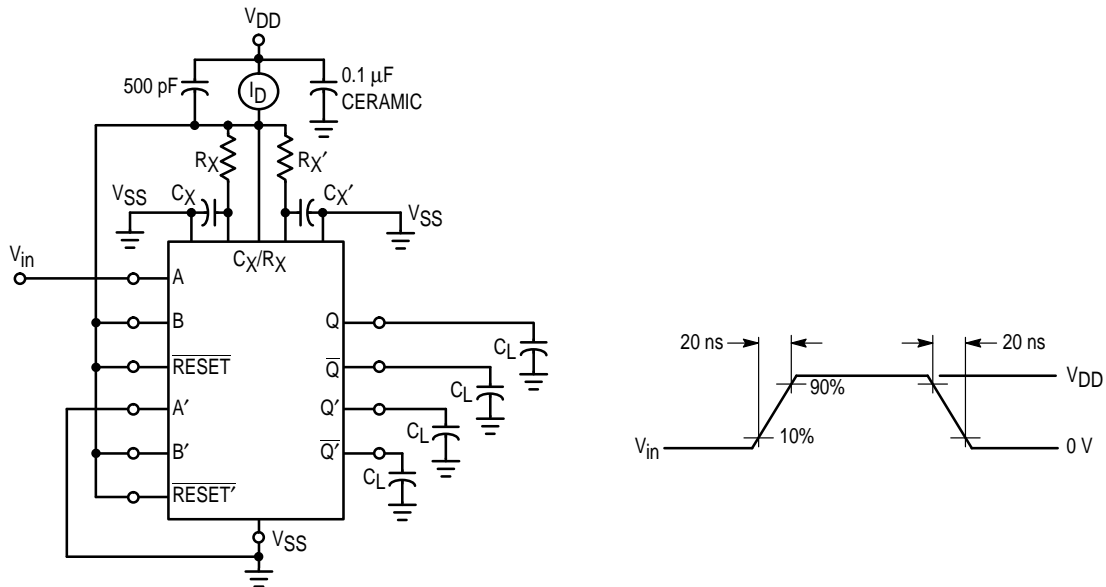 VDD
500 pF
ID
0.1 μF
CERAMIC
RX
RX′
VSS
CX
CX′
VSS
Vin
CX/RX
A
B
RESET
A′
B′
RESET′
Q
Q
Q′
Q′
CL
CL
CL
CL
VSS
20 ns
20 ns
90%
10%
VDD
Vin
0 V